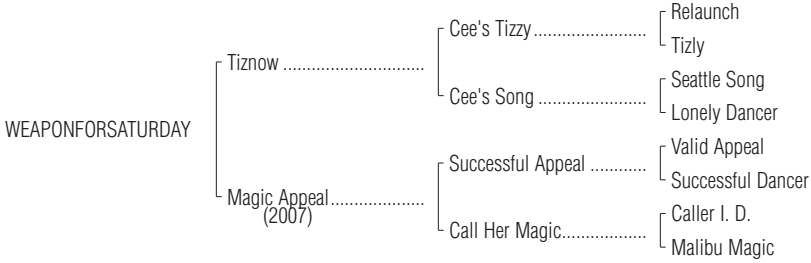 Relaunch
Cee's Tizzy........................
Tizly
Tiznow ..............................
Seattle Song
Cee's Song .......................
Lonely Dancer
WEAPONFORSATURDAY
Valid Appeal
Successful Appeal ............
Successful Dancer
Magic Appeal....................
(2007)
Caller I. D.
Call Her Magic..................
Malibu Magic